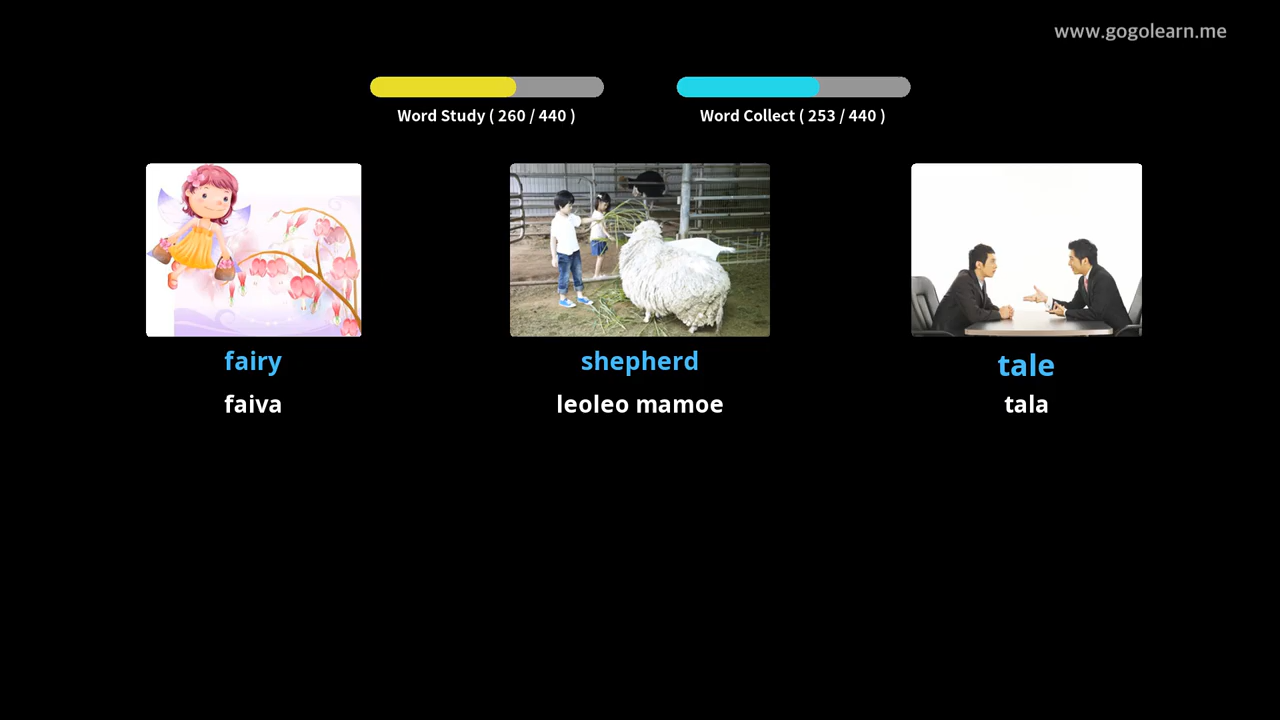 www.gogolearn.me
Word Study ( 260 / 440 )
Word Collect ( 253 / 440 )
fairy
shepherd
tale
faiva
leoleo mamoe
tala